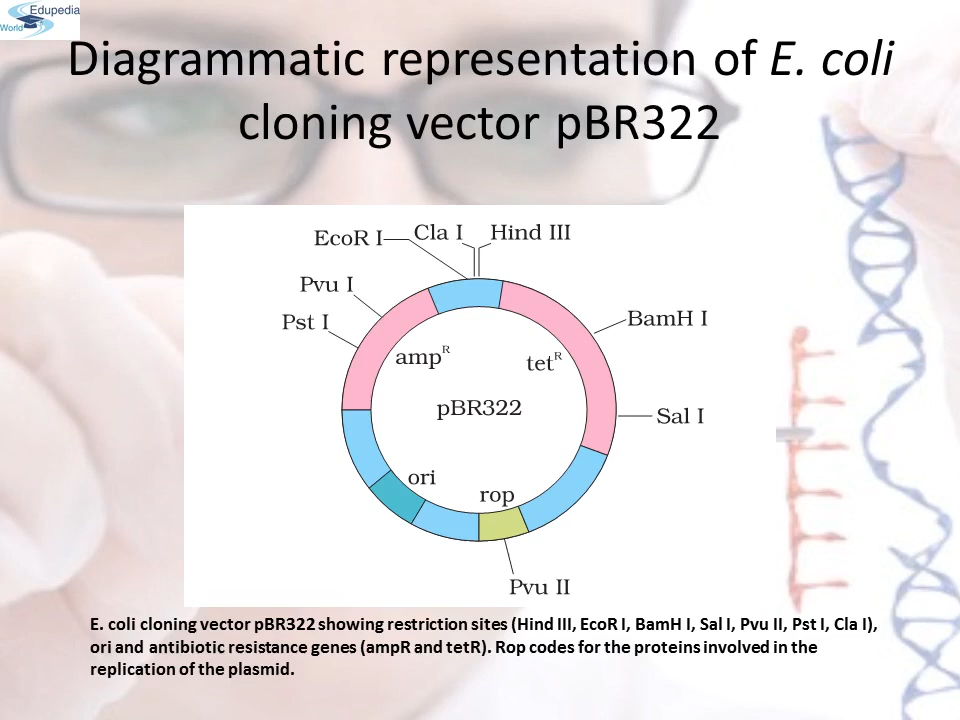 Edupedia
World
Diagrammatic representation of E. coli
cloning vector pBR322
EcoR I
Cla I
Hind III
Pvu I
Pst I
BamH I
amp^R
tet^R
pBR322
Sal I
ori
rop
Pvu II
E. coli cloning vector pBR322 showing restriction sites (Hind III, EcoR I, BamH I, Sal I, Pvu II, Pst I, Cla I),
ori and antibiotic resistance genes (ampR and tetR). Rop codes for the proteins involved in the
replication of the plasmid.